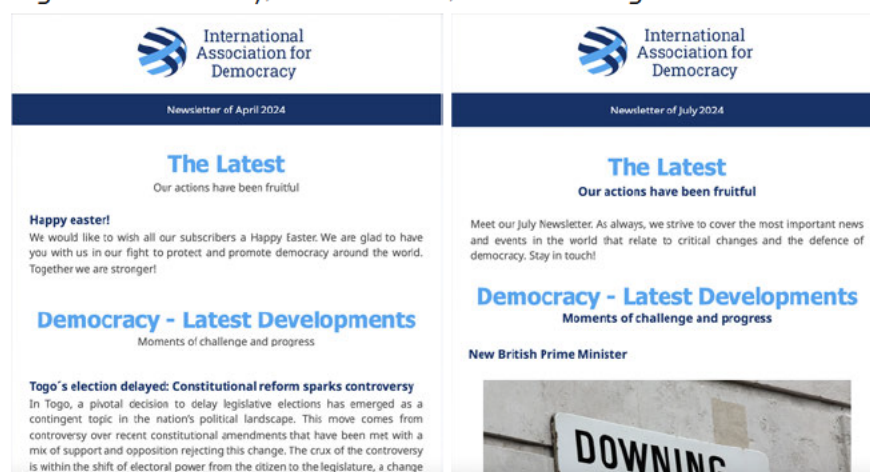 International
Association for
Democracy
Newsletter of April 2024
The Latest
Our actions have been fruitful
Happy easter!
We would like to wish all our subscribers a Happy Easter. We are glad to have
you with us in our fight to protect and promote democracy around the world.
Together we are stronger!
Democracy - Latest Developments
Moments of challenge and progress
Togo´s election delayed: Constitutional reform sparks controversy
In Togo, a pivotal decision to delay legislative elections has emerged as a
contingent topic in the nation's political landscape. This move comes from
controversy over recent constitutional amendments that have been met with a
mix of support and opposition rejecting this change. The crux of the controversy
is within the shift of electoral power from the citizen to the legislature, a change
International
Association for
Democracy
Newsletter of July 2024
The Latest
Our actions have been fruitful
Meet our July Newsletter. As always, we strive to cover the most important news
and events in the world that relate to critical changes and the defence of
democracy. Stay in touch!
Democracy - Latest Developments
Moments of challenge and progress
New British Prime Minister
DOWNING